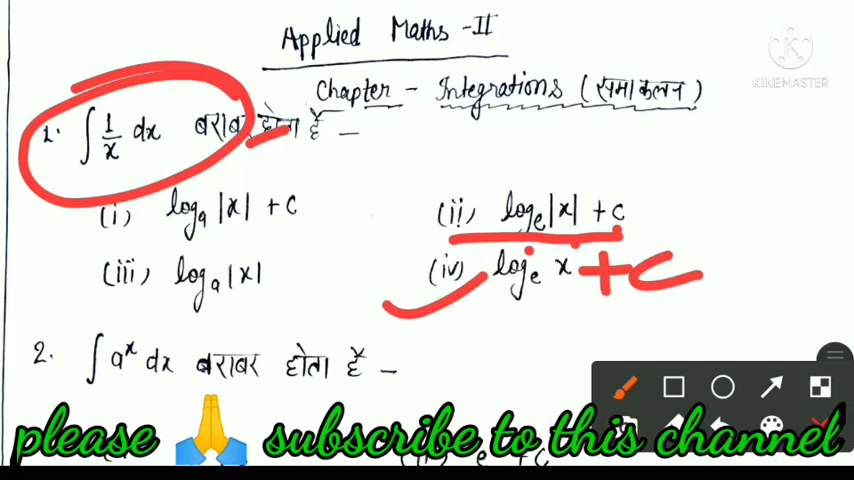 Applied Maths - II
KINEMASTER
Chapter - Integrations (समाकलन)
1. ∫ 1/x dx बराबर होता है -
(i) logₐ |x| + c (ii) logₑ |x| + c
(iii) logₐ |x| (iv) logₑ x + C
2. ∫ aˣ dx बराबर होता है -
please 🙏 subscribe to this channel